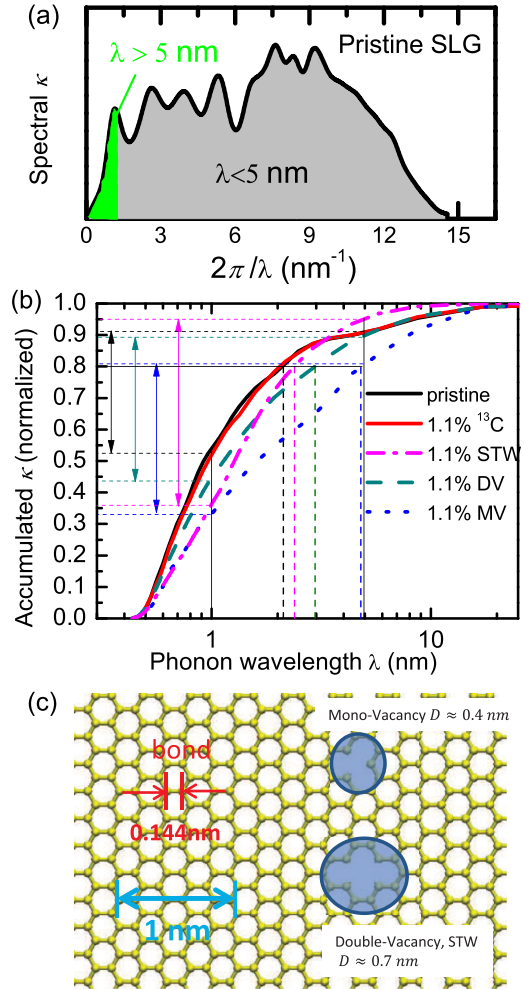 (a)
Pristine SLG
λ > 5 nm
λ<5 nm
Spectral κ
0 3 6 9 12 15
2π/λ (nm⁻¹)
(b)
1.0
0.9
0.8
0.7
0.6
0.5
0.4
0.3
0.2
0.1
0.0
Accumulated κ (normalized)
pristine
1.1% ¹³C
1.1% STW
1.1% DV
1.1% MV
1 10
Phonon wavelength λ (nm)
(c)
Mono-Vacancy D ≈ 0.4 nm
bond
0.144nm
1 nm
Double-Vacancy, STW
D ≈ 0.7 nm